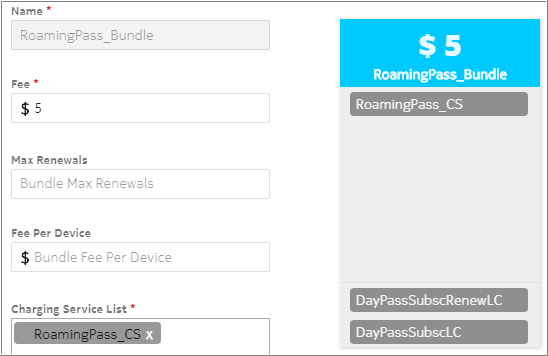 Name *
RoamingPass_Bundle
Fee *
$ 5
Max Renewals
Bundle Max Renewals
Fee Per Device
$ Bundle Fee Per Device
Charging Service List *
RoamingPass_CS x
$ 5
RoamingPass_Bundle
RoamingPass_CS
DayPassSubscRenewLC
DayPassSubscLC